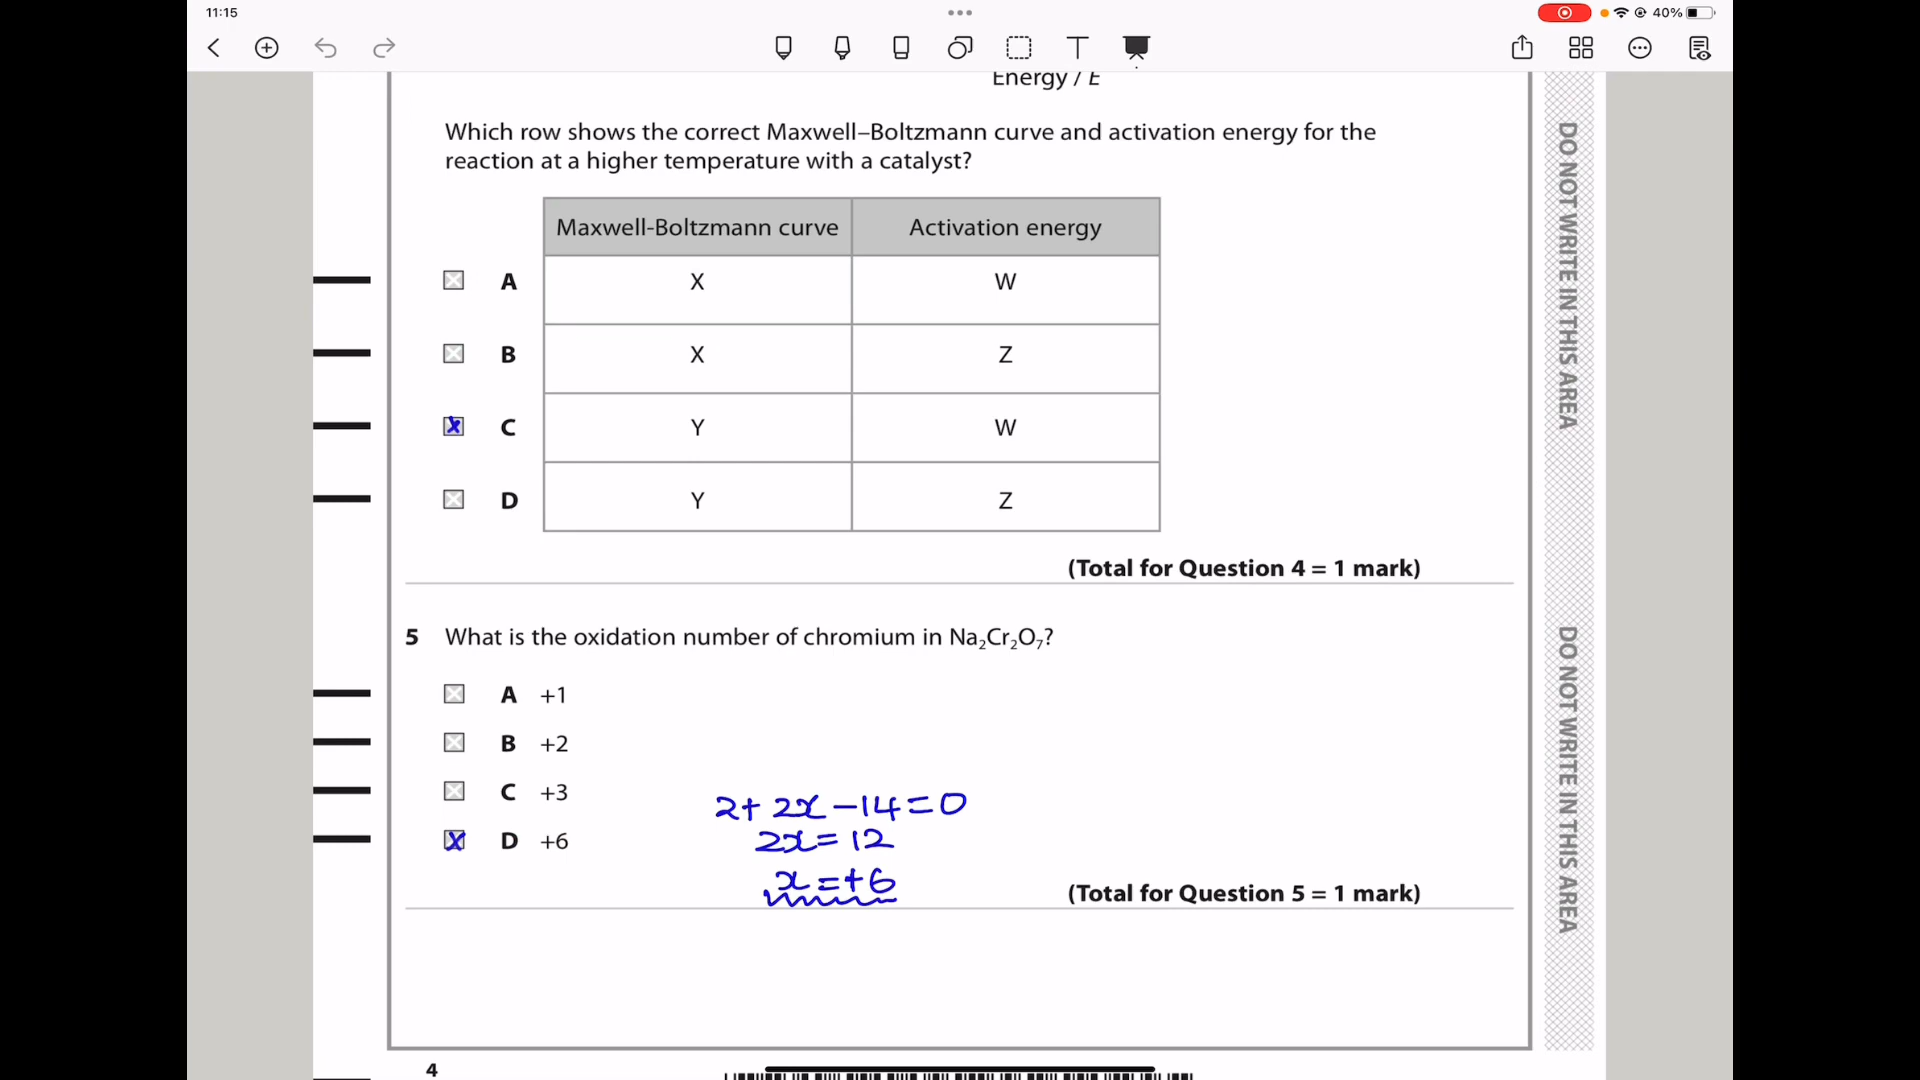 11:15
40%
Energy / E
Which row shows the correct Maxwell–Boltzmann curve and activation energy for the
reaction at a higher temperature with a catalyst?
Maxwell-Boltzmann curve Activation energy
A X W
B X Z
C Y W
D Y Z
(Total for Question 4 = 1 mark)
5 What is the oxidation number of chromium in Na₂Cr₂O₇?
A +1
B +2
C +3
D +6
2+ 2x −14=0
2x=12
x=+6
(Total for Question 5 = 1 mark)
4
DO NOT WRITE IN THIS AREA
DO NOT WRITE IN THIS AREA